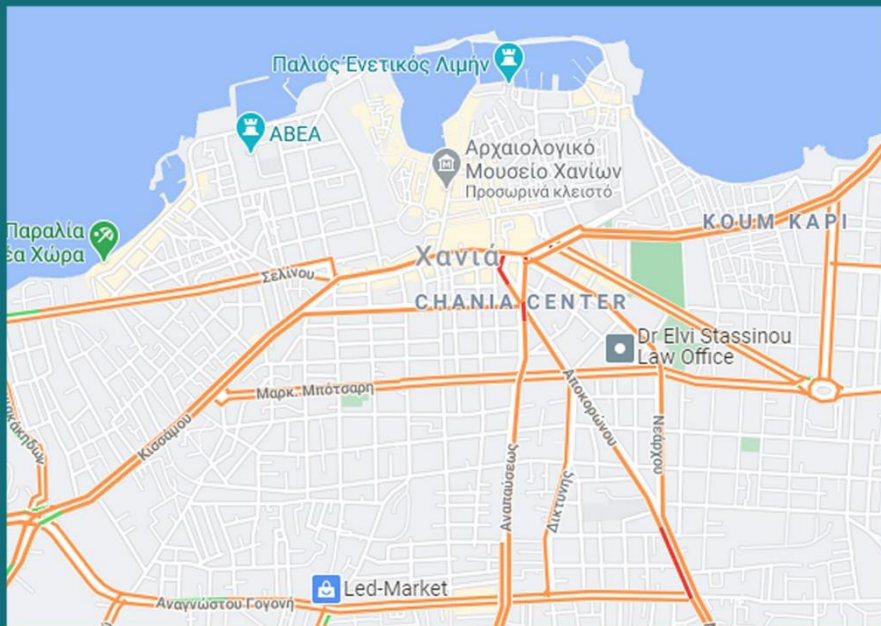 Παλιός Ενετικός Λιμήν
ΑΒΕΑ
Αρχαιολογικό
Μουσείο Χανίων
Προσωρινά κλειστό
Παραλία
έα Χώρα
KOUM KAPI
Χανιά
Σελίνου
CHANIA CENTER
Dr Elvi Stassinou
Law Office
Μαρκ. Μπότσαρη
Αποκορώνου
Κισσάμου
Νεάρχου
Αναπαύσεως
Δικτύνης
Led-Market
Αναγνώστου Γογονή